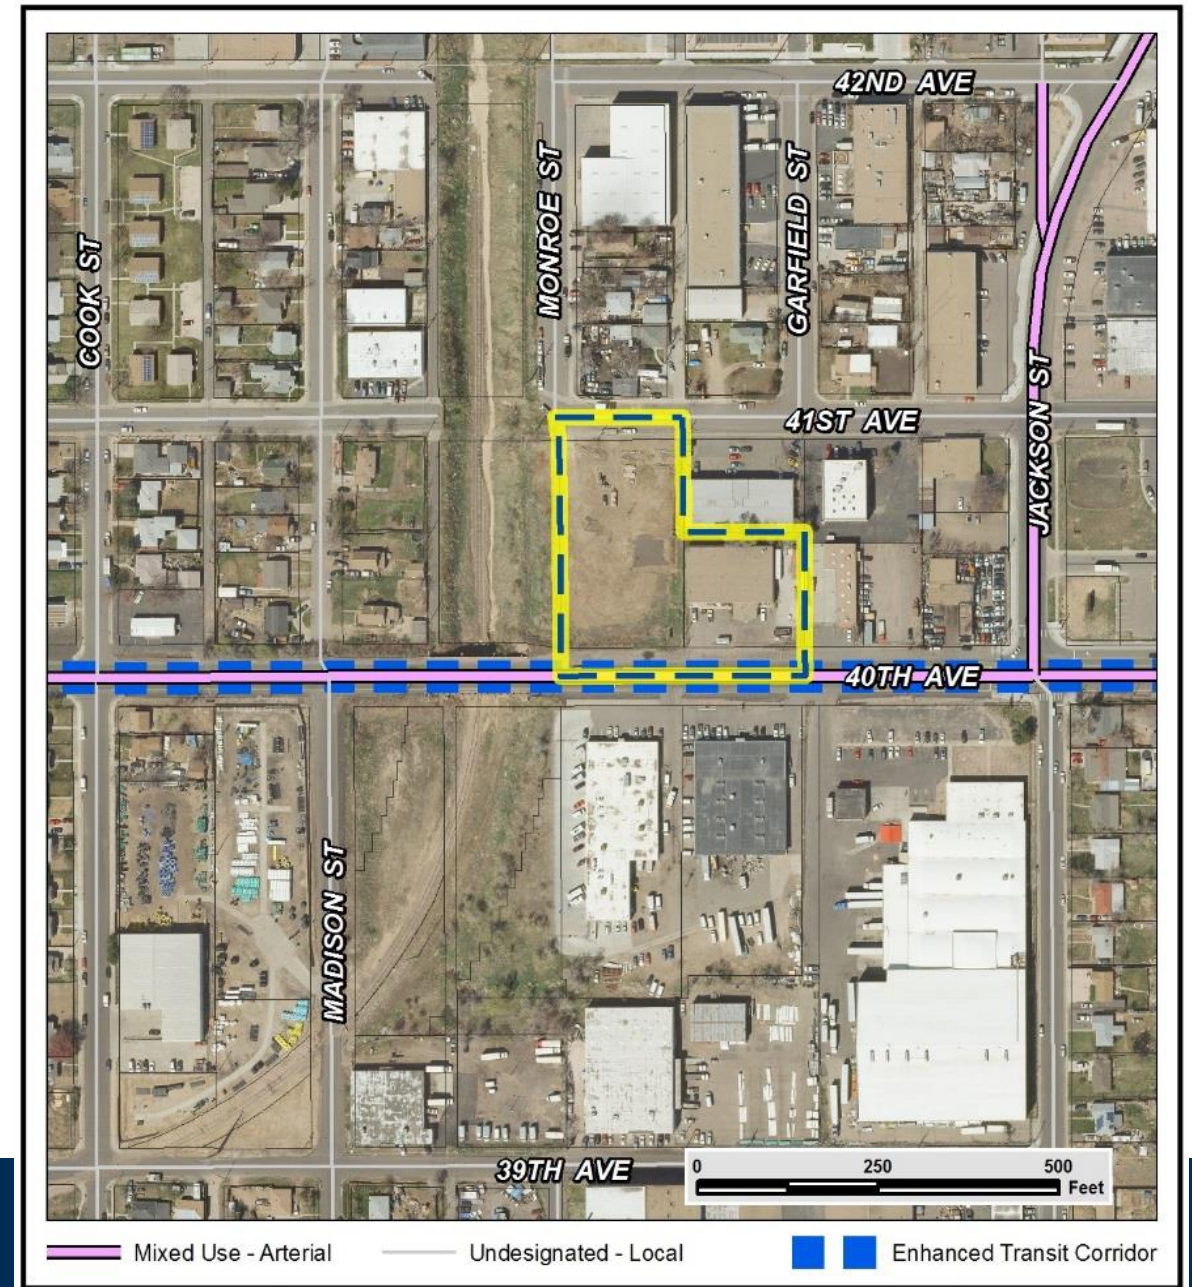 42ND AVE
MONROE ST
GARFIELD ST
COOK ST
JACKSON ST
41ST AVE
40TH AVE
MADISON ST
39TH AVE
0 250 500
Feet
Mixed Use - Arterial
Undesignated - Local
Enhanced Transit Corridor